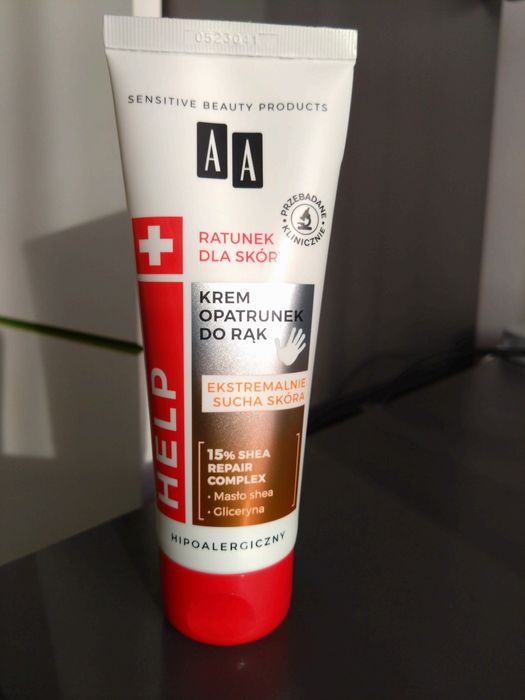 0523041
SENSITIVE BEAUTY PRODUCTS
AA
PRZEBADANE
KLINICZNIE
RATUNEK
DLA SKÓR
KREM
OPATRUNEK
DO RĄK
EKSTREMALNIE
SUCHA SKÓRA
HELP
15% SHEA
REPAIR
COMPLEX
• Masło shea
• Gliceryna
HIPOALERGICZNY